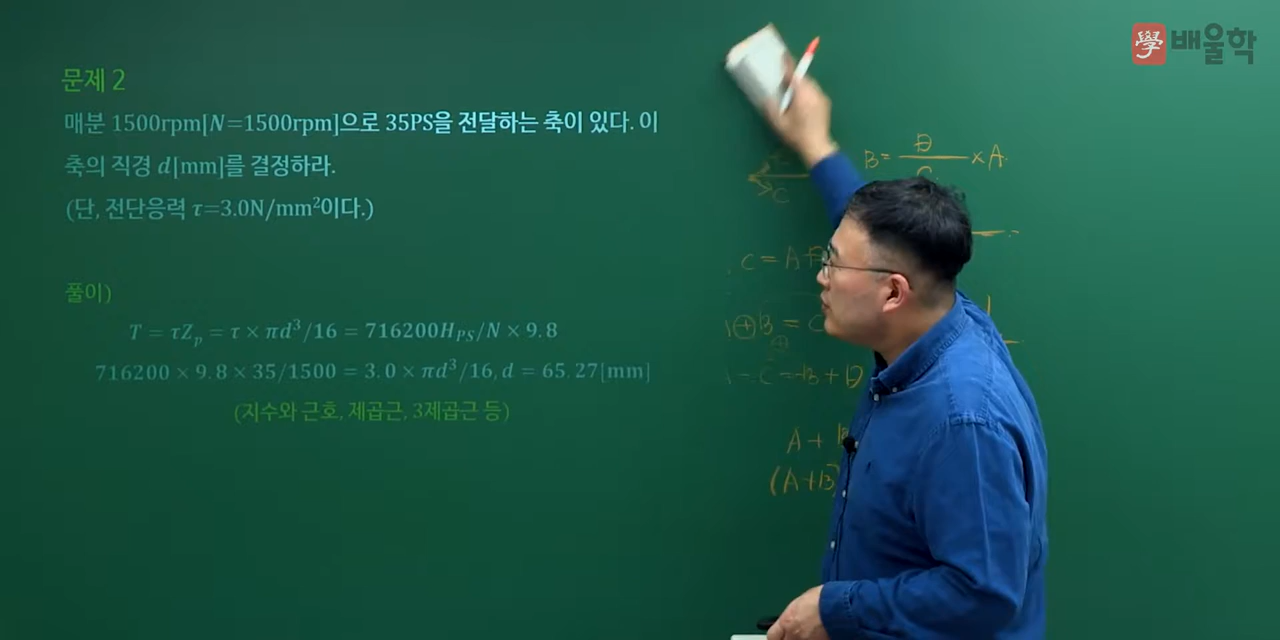 學 배울학
문제 2
매분 1500rpm[N=1500rpm]으로 35PS을 전달하는 축이 있다. 이
축의 직경 d[mm]를 결정하라.
(단, 전단응력 τ=3.0N/mm²이다.)
풀이)
T = τZₚ = τ × πd³/16 = 716200H_PS/N × 9.8
716200 × 9.8 × 35/1500 = 3.0 × πd³/16, d = 65.27[mm]
(지수와 근호, 제곱근, 3제곱근 등)
B = D/C × A
C = A +
⊕B =
- C = -B + D
A +
(A+B)